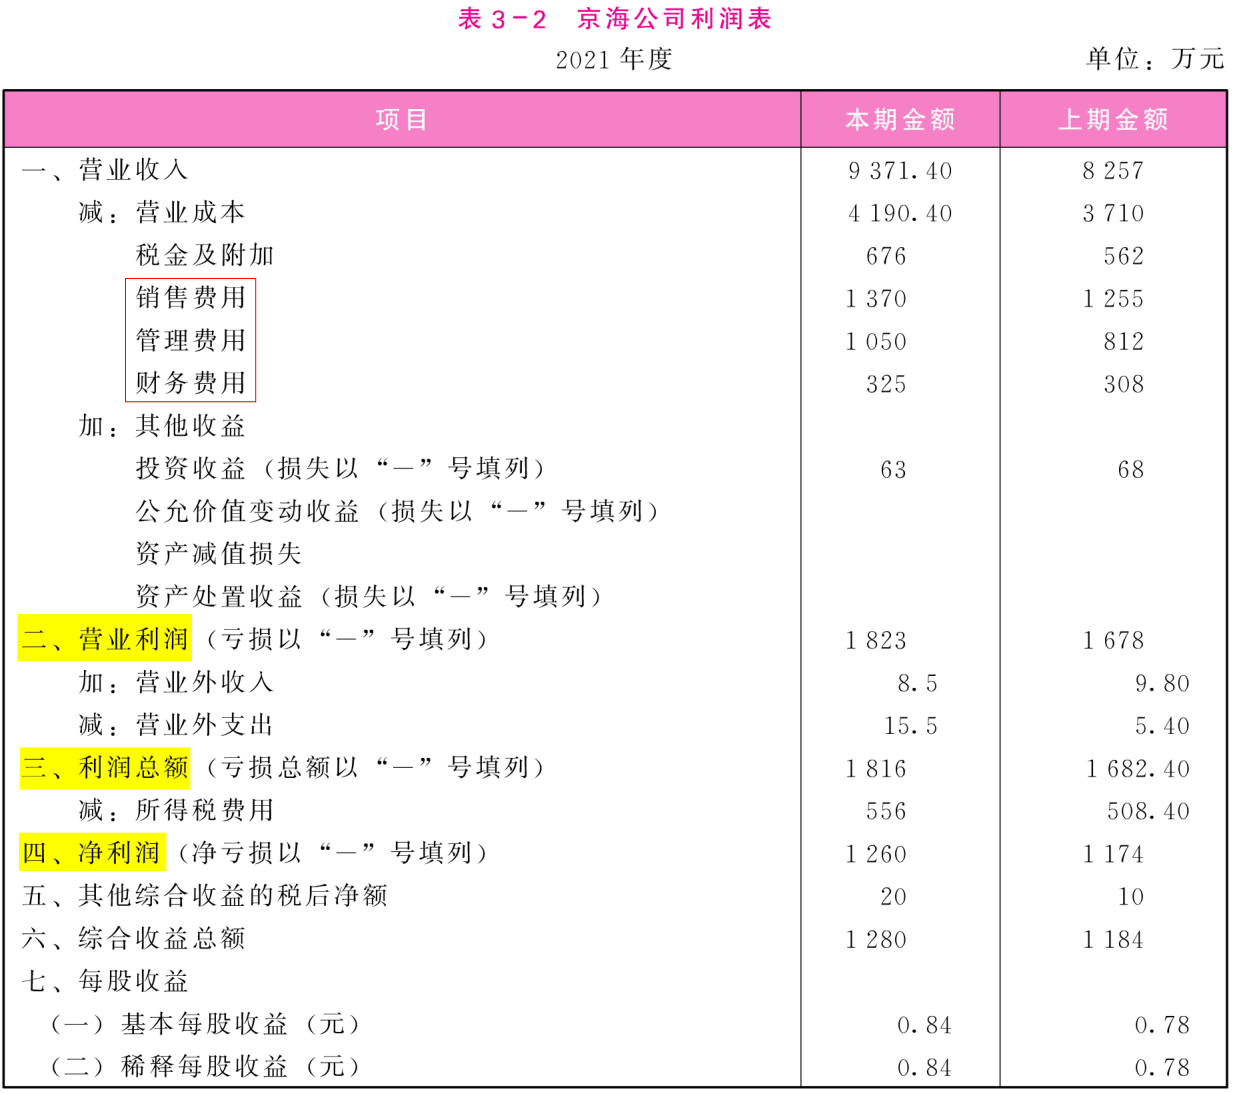 表 3－2　京海公司利润表
2021 年度　单位：万元
项目　本期金额　上期金额
一、营业收入　9 371.40　8 257
减：营业成本　4 190.40　3 710
税金及附加　676　562
销售费用　1 370　1 255
管理费用　1 050　812
财务费用　325　308
加：其他收益
投资收益（损失以“－”号填列）　63　68
公允价值变动收益（损失以“－”号填列）
资产减值损失
资产处置收益（损失以“－”号填列）
二、营业利润（亏损以“－”号填列）　1 823　1 678
加：营业外收入　8.5　9.80
减：营业外支出　15.5　5.40
三、利润总额（亏损总额以“－”号填列）　1 816　1 682.40
减：所得税费用　556　508.40
四、净利润（净亏损以“－”号填列）　1 260　1 174
五、其他综合收益的税后净额　20　10
六、综合收益总额　1 280　1 184
七、每股收益
（一）基本每股收益（元）　0.84　0.78
（二）稀释每股收益（元）　0.84　0.78